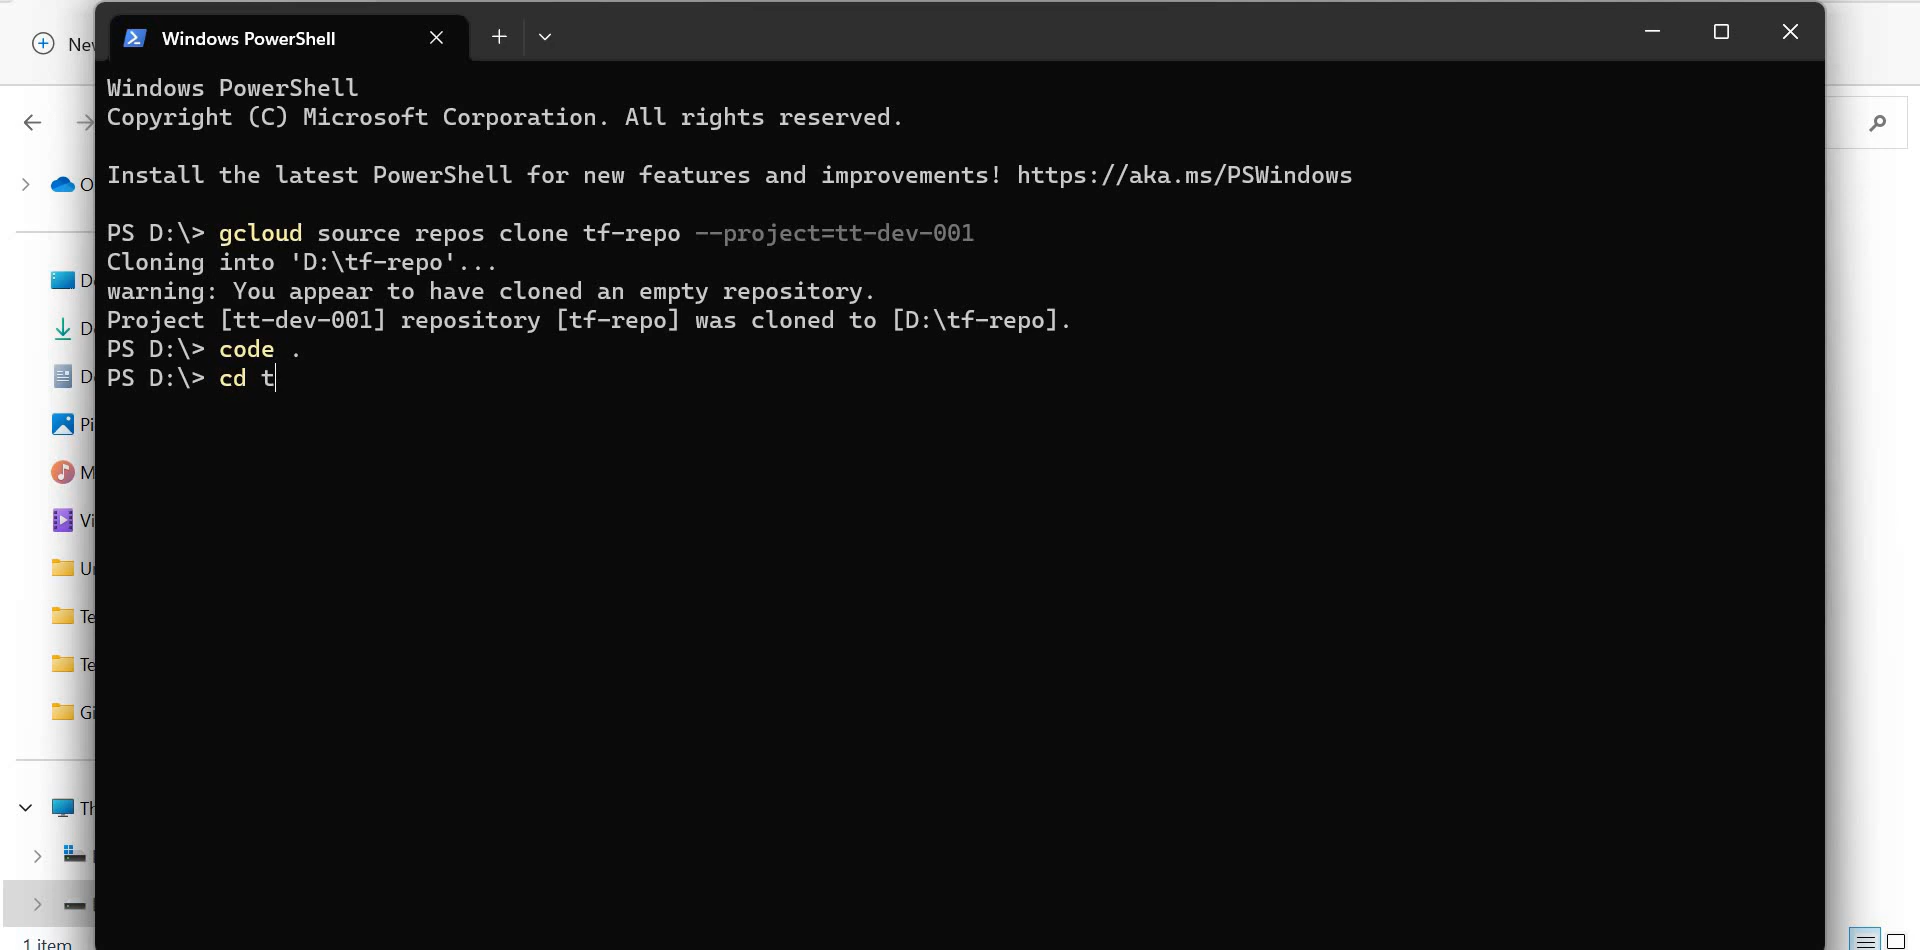 Windows PowerShell
Windows PowerShell
Copyright (C) Microsoft Corporation. All rights reserved.
Install the latest PowerShell for new features and improvements! https://aka.ms/PSWindows
PS D:\> gcloud source repos clone tf-repo --project=tt-dev-001
Cloning into 'D:\tf-repo'...
warning: You appear to have cloned an empty repository.
Project [tt-dev-001] repository [tf-repo] was cloned to [D:\tf-repo].
PS D:\> code .
PS D:\> cd t
1 item